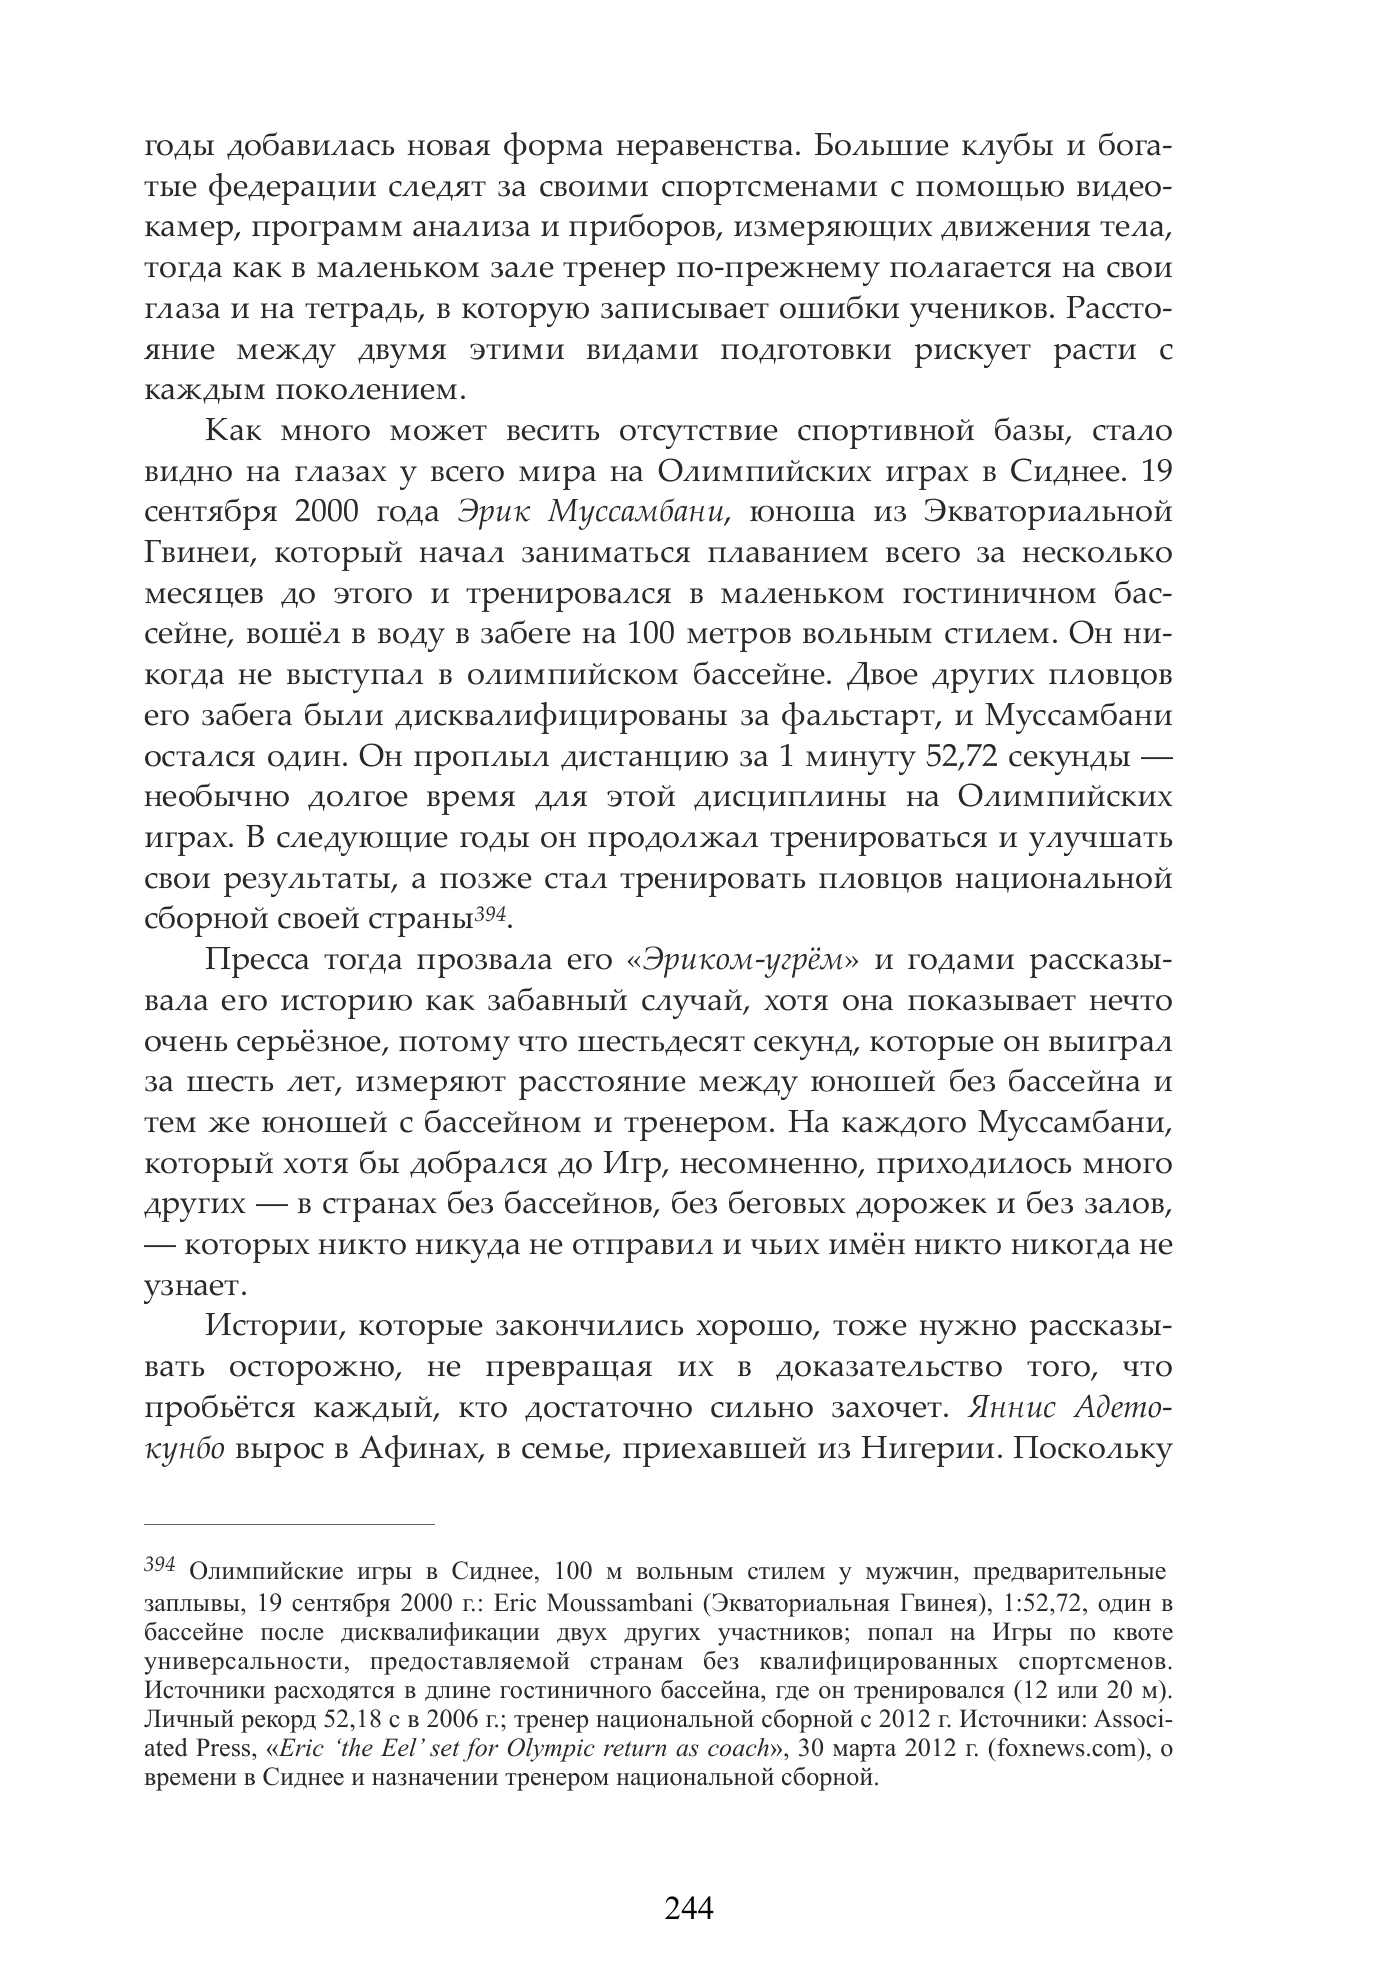 годы добавилась новая форма неравенства. Большие клубы и бога-
тые федерации следят за своими спортсменами с помощью видео-
камер, программ анализа и приборов, измеряющих движения тела,
тогда как в маленьком зале тренер по-прежнему полагается на свои
глаза и на тетрадь, в которую записывает ошибки учеников. Рассто-
яние между двумя этими видами подготовки рискует расти с
каждым поколением.
Как много может весить отсутствие спортивной базы, стало
видно на глазах у всего мира на Олимпийских играх в Сиднее. 19
сентября 2000 года Эрик Муссамбани, юноша из Экваториальной
Гвинеи, который начал заниматься плаванием всего за несколько
месяцев до этого и тренировался в маленьком гостиничном бас-
сейне, вошёл в воду в забеге на 100 метров вольным стилем. Он ни-
когда не выступал в олимпийском бассейне. Двое других пловцов
его забега были дисквалифицированы за фальстарт, и Муссамбани
остался один. Он проплыл дистанцию за 1 минуту 52,72 секунды —
необычно долгое время для этой дисциплины на Олимпийских
играх. В следующие годы он продолжал тренироваться и улучшать
свои результаты, а позже стал тренировать пловцов национальной
сборной своей страны394.
Пресса тогда прозвала его «Эриком-угрём» и годами рассказы-
вала его историю как забавный случай, хотя она показывает нечто
очень серьёзное, потому что шестьдесят секунд, которые он выиграл
за шесть лет, измеряют расстояние между юношей без бассейна и
тем же юношей с бассейном и тренером. На каждого Муссамбани,
который хотя бы добрался до Игр, несомненно, приходилось много
других — в странах без бассейнов, без беговых дорожек и без залов,
— которых никто никуда не отправил и чьих имён никто никогда не
узнает.
Истории, которые закончились хорошо, тоже нужно рассказы-
вать осторожно, не превращая их в доказательство того, что
пробьётся каждый, кто достаточно сильно захочет. Яннис Адето-
кунбо вырос в Афинах, в семье, приехавшей из Нигерии. Поскольку
394 Олимпийские игры в Сиднее, 100 м вольным стилем у мужчин, предварительные
заплывы, 19 сентября 2000 г.: Eric Moussambani (Экваториальная Гвинея), 1:52,72, один в
бассейне после дисквалификации двух других участников; попал на Игры по квоте
универсальности, предоставляемой странам без квалифицированных спортсменов.
Источники расходятся в длине гостиничного бассейна, где он тренировался (12 или 20 м).
Личный рекорд 52,18 с в 2006 г.; тренер национальной сборной с 2012 г. Источники: Associ-
ated Press, «Eric ‘the Eel’ set for Olympic return as coach», 30 марта 2012 г. (foxnews.com), о
времени в Сиднее и назначении тренером национальной сборной.
244